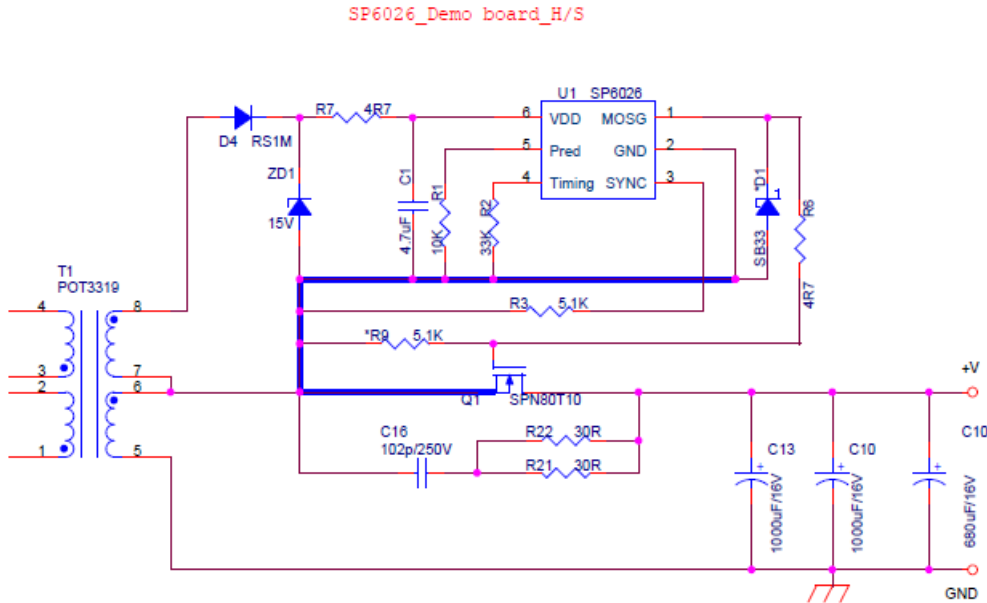 SP6026_Demo board_H/S
U1 SP6026
R7 4R7
6 VDD MOSG 1
D4 RS1M
5 Pred GND 2
ZD1
C1
4 Timing SYNC 3
*D1
R1
R2
R6
15V
4.7uF
10K
33K
SB33
T1
POT3319
4R7
4 8
R3 5.1K
*R9 5.1K
3 7
2 6
+V
Q1 SPN80T10
C16
102p/250V
R22 30R
C13
C10
C10
1 5
R21 30R
1000uF/16V
1000uF/16V
680uF/16V
GND